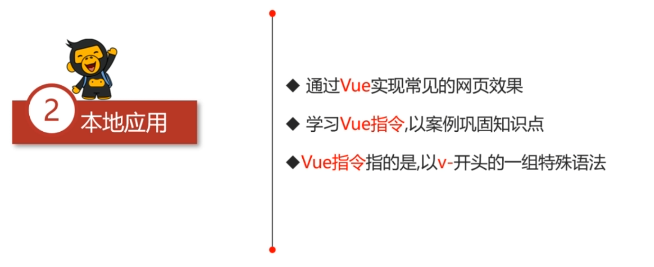 2
本地应用
◆ 通过Vue实现常见的网页效果
◆ 学习Vue指令,以案例巩固知识点
◆Vue指令指的是,以v-开头的一组特殊语法